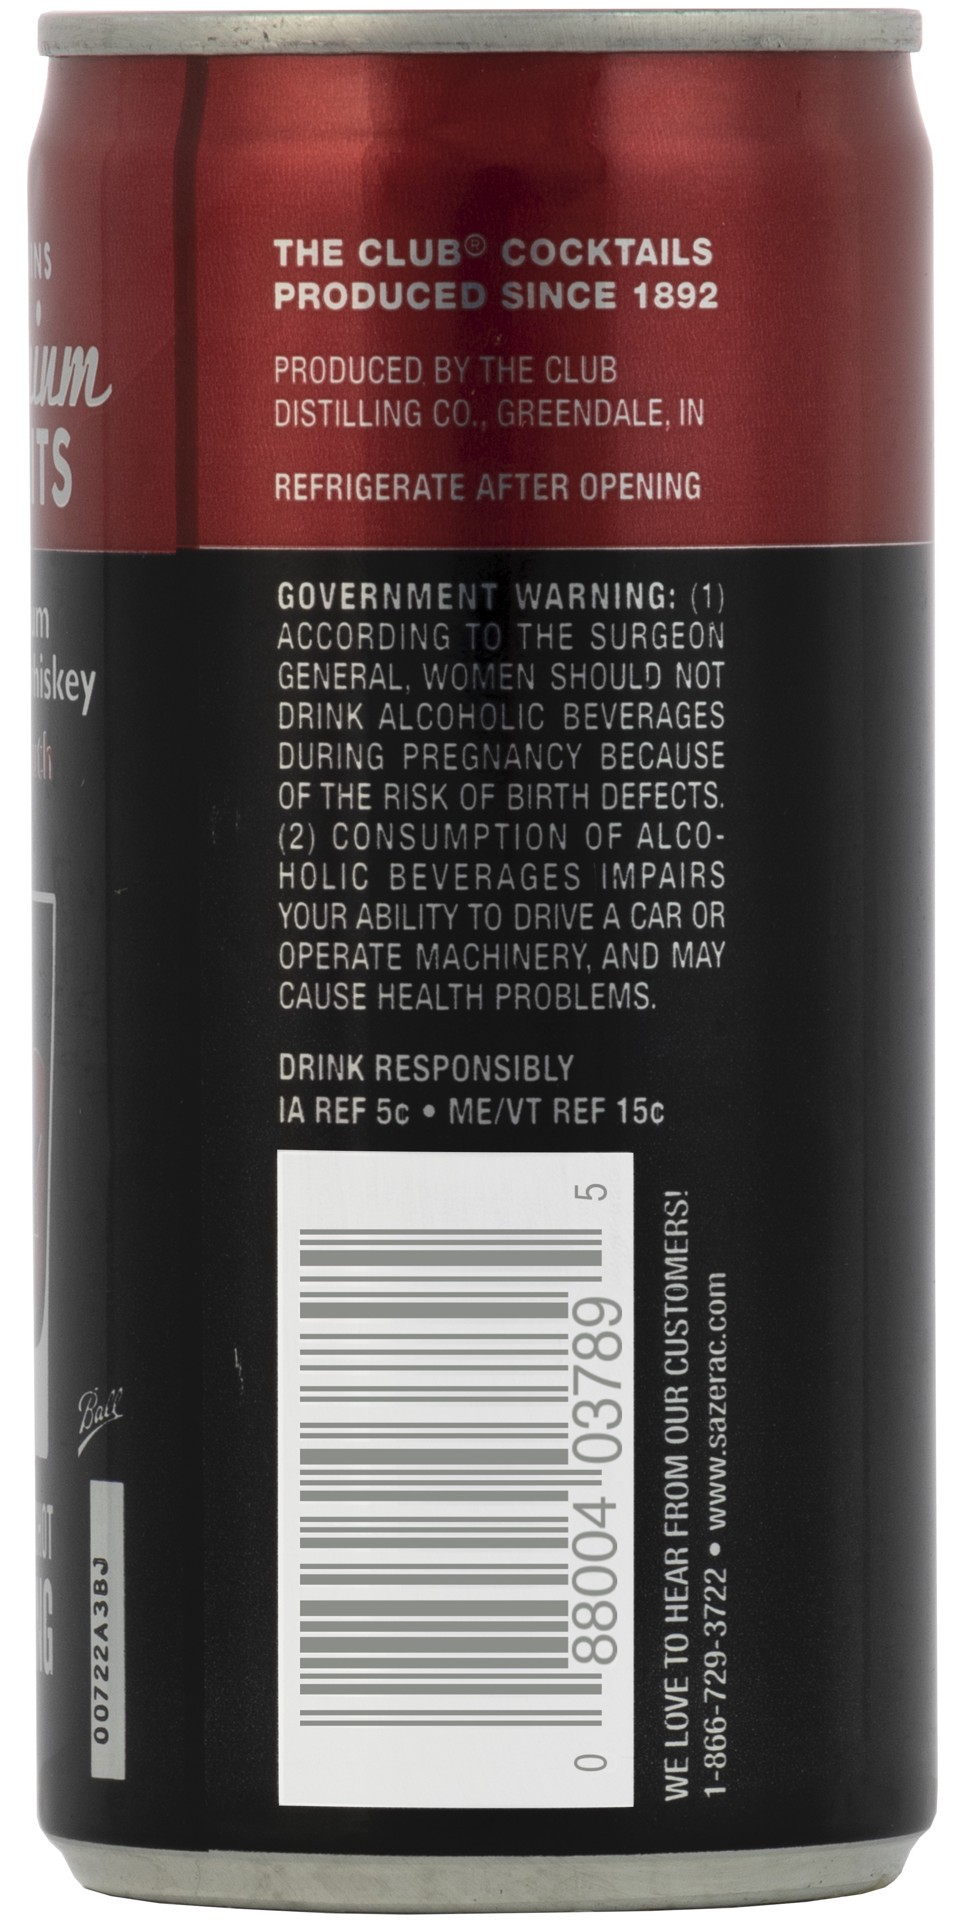 THE CLUB® COCKTAILS
PRODUCED SINCE 1892
PRODUCED BY THE CLUB
DISTILLING CO., GREENDALE, IN
REFRIGERATE AFTER OPENING
GOVERNMENT WARNING: (1)
ACCORDING TO THE SURGEON
GENERAL, WOMEN SHOULD NOT
DRINK ALCOHOLIC BEVERAGES
DURING PREGNANCY BECAUSE
OF THE RISK OF BIRTH DEFECTS.
(2) CONSUMPTION OF ALCO-
HOLIC BEVERAGES IMPAIRS
YOUR ABILITY TO DRIVE A CAR OR
OPERATE MACHINERY, AND MAY
CAUSE HEALTH PROBLEMS.
DRINK RESPONSIBLY
IA REF 5c • ME/VT REF 15c
0 88004 03789 5
WE LOVE TO HEAR FROM OUR CUSTOMERS!
1-866-729-3722 • www.sazerac.com
Ball
00722A3BJ